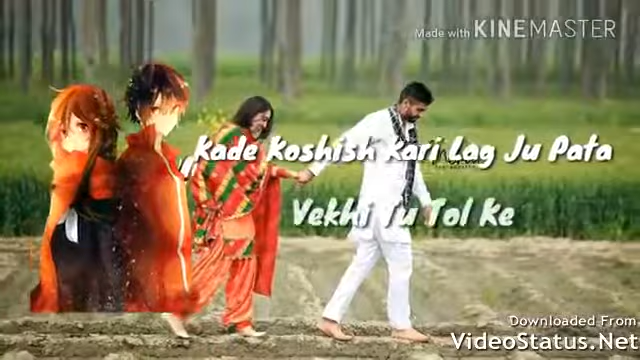 Made with KINEMASTER
Kade Koshish Kari Lag Ju Pata
Vekhi Tu Tol Ke
Downloaded From
VideoStatus.Net